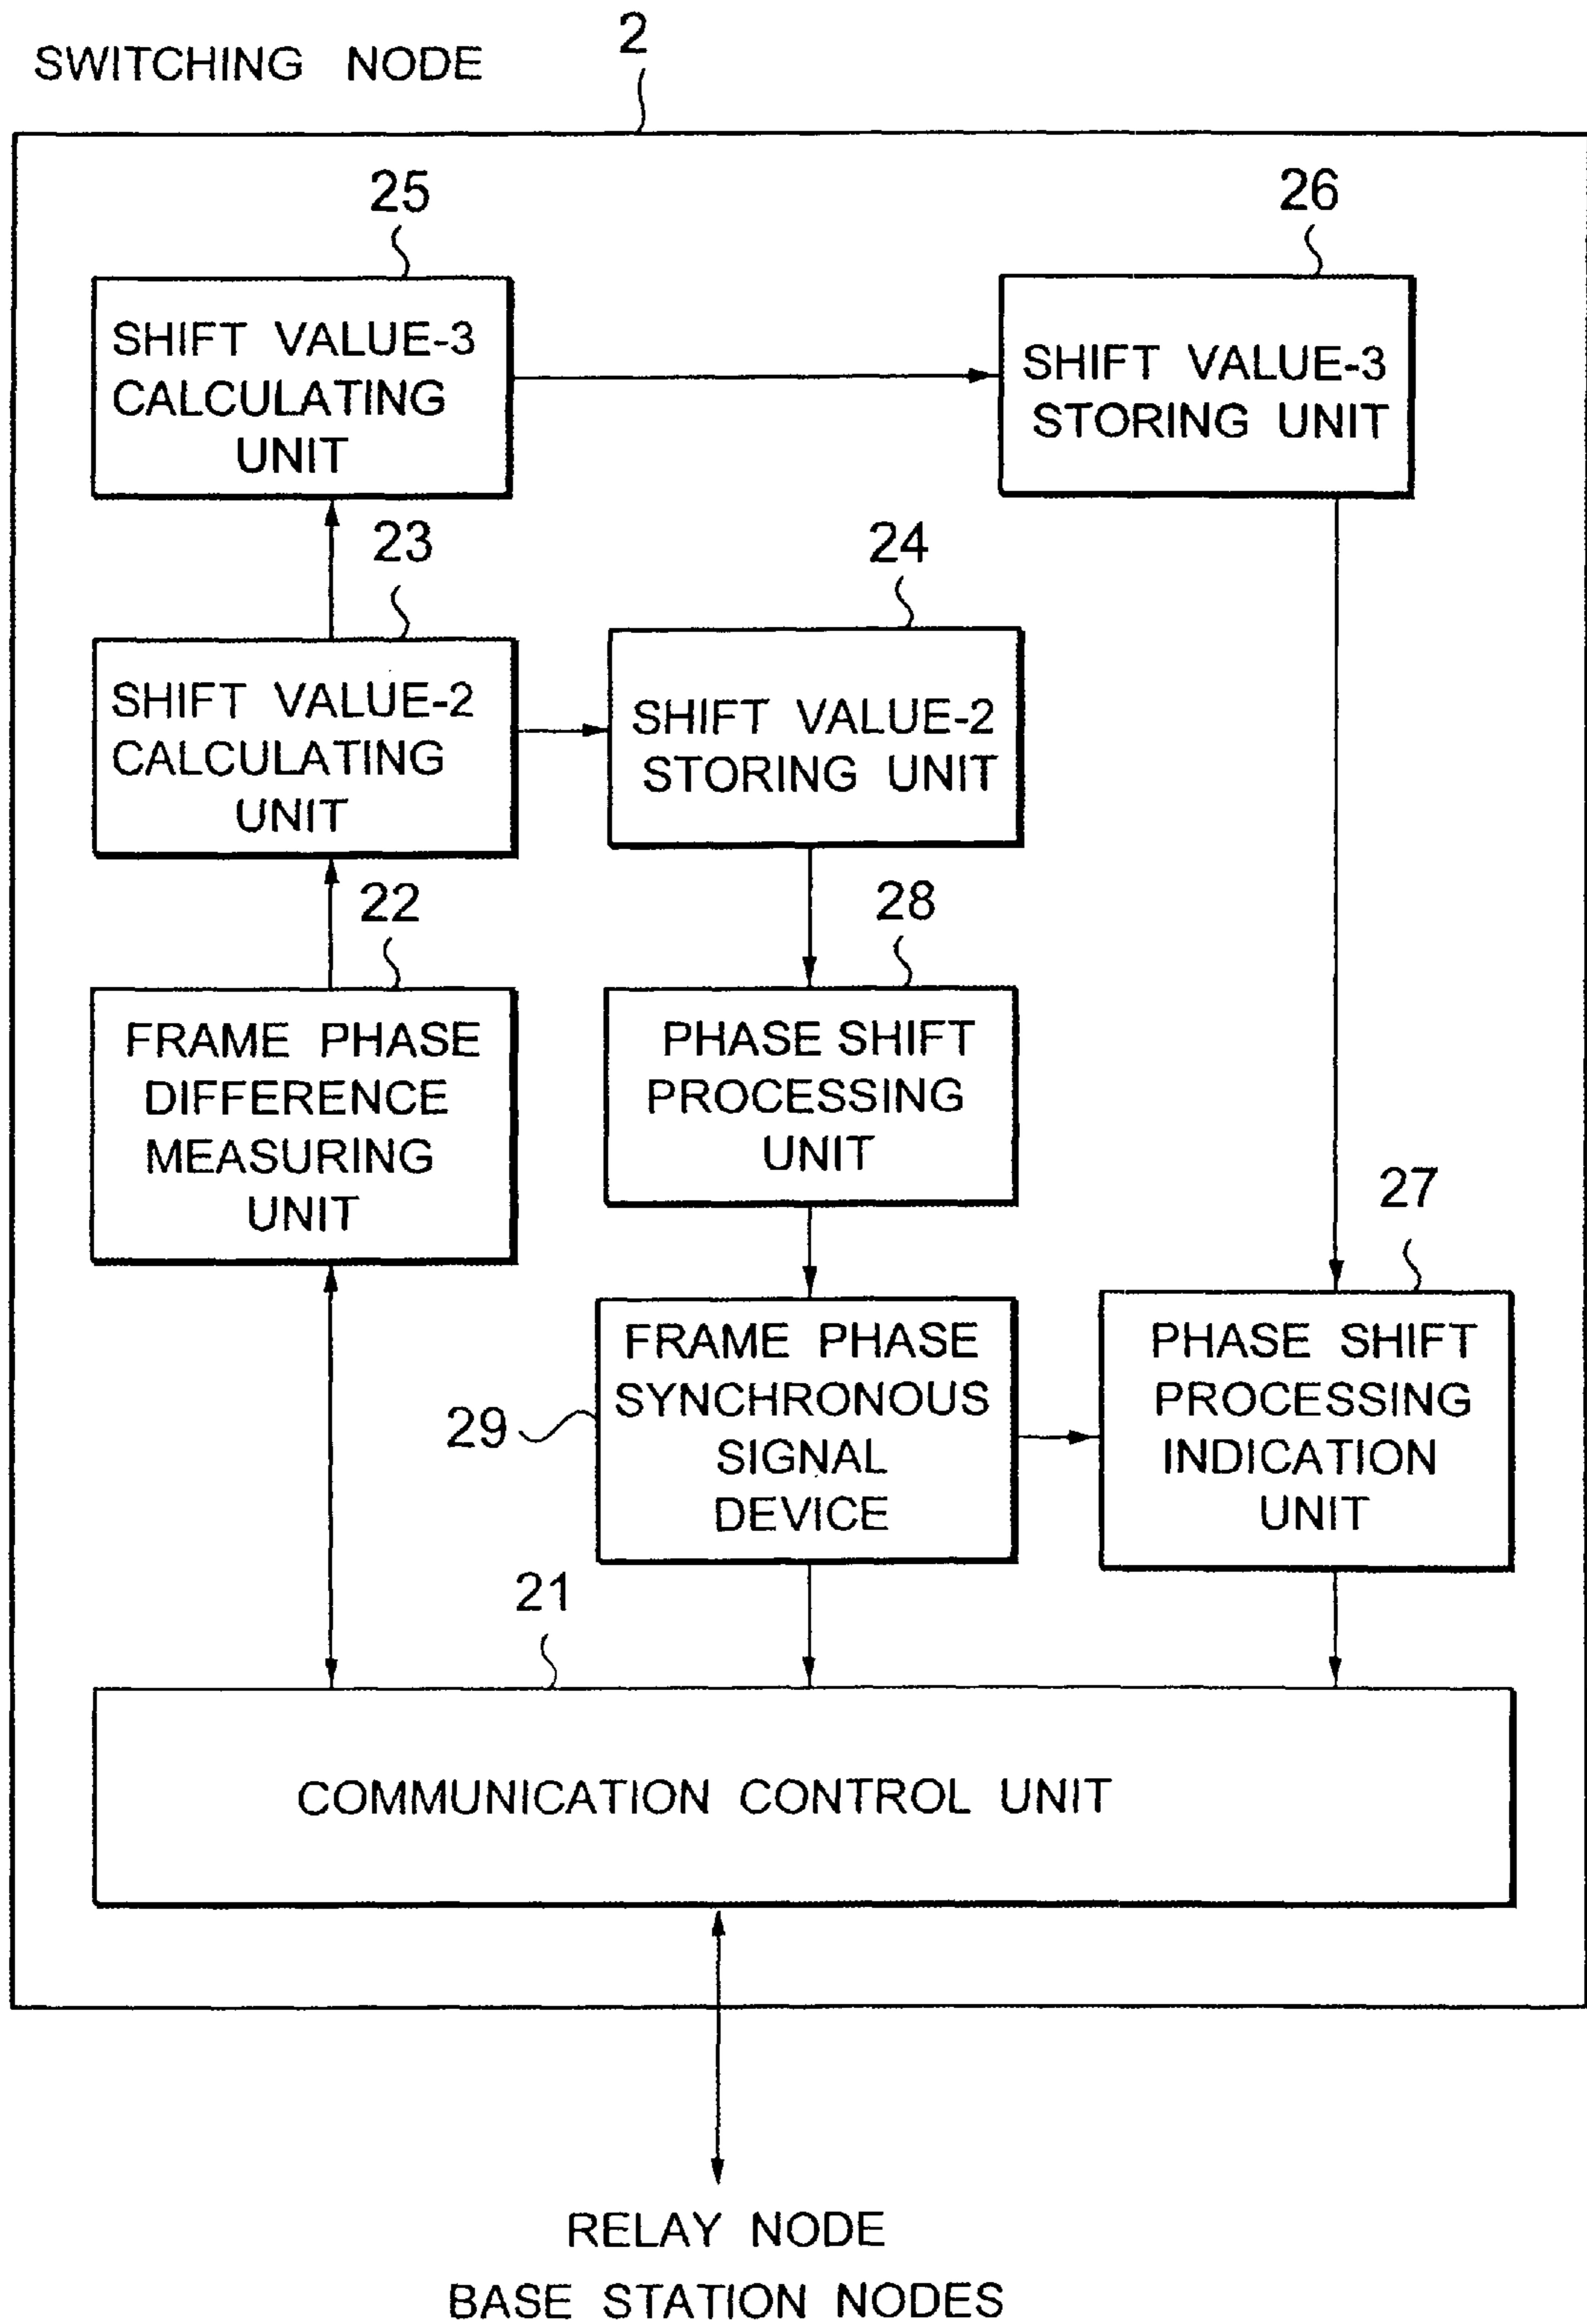 SWITCHING NODE
2
25
26
SHIFT VALUE-3
CALCULATING
UNIT
SHIFT VALUE-3
STORING UNIT
23
24
SHIFT VALUE-2
CALCULATING
UNIT
SHIFT VALUE-2
STORING UNIT
22
28
FRAME PHASE
DIFFERENCE
MEASURING
UNIT
PHASE SHIFT
PROCESSING
UNIT
27
29
FRAME PHASE
SYNCHRONOUS
SIGNAL
DEVICE
PHASE SHIFT
PROCESSING
INDICATION
UNIT
21
COMMUNICATION CONTROL UNIT
RELAY NODE
BASE STATION NODES